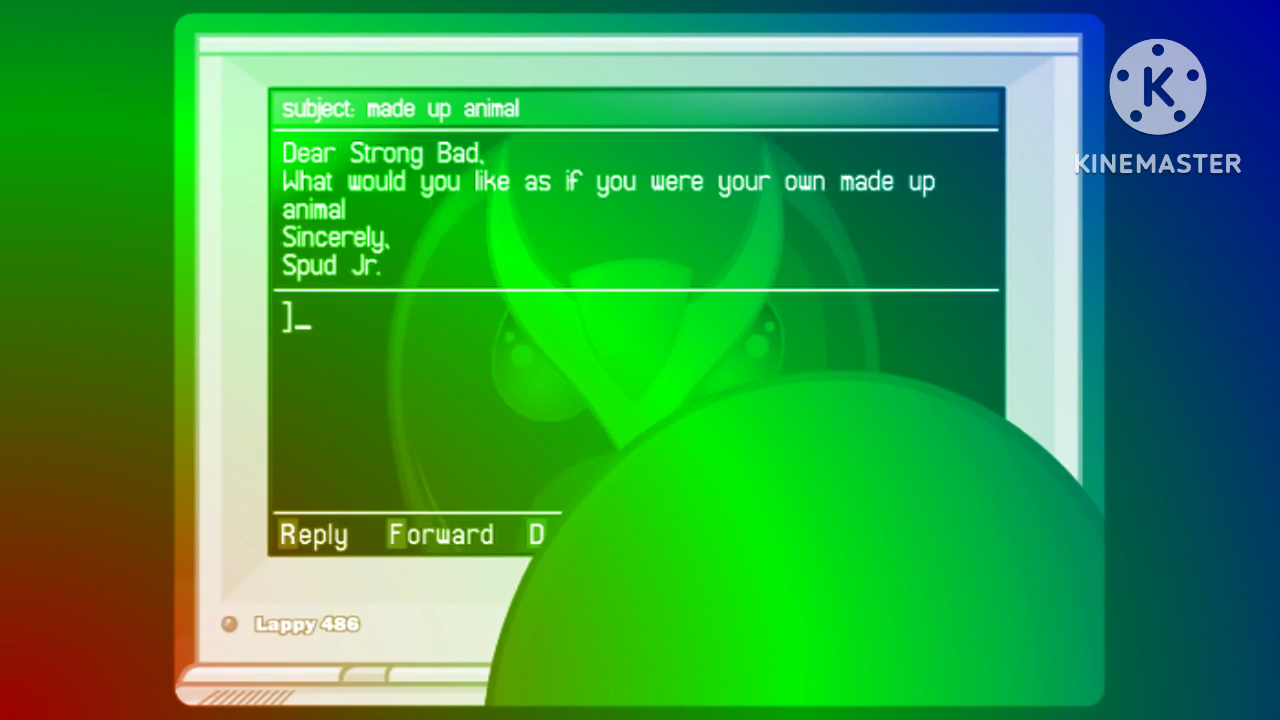 subject: made up animal
Dear Strong Bad,
What would you like as if you were your own made up
animal
Sincerely,
Spud Jr.
]_
Reply Forward D
Lappy 486
K
KINEMASTER